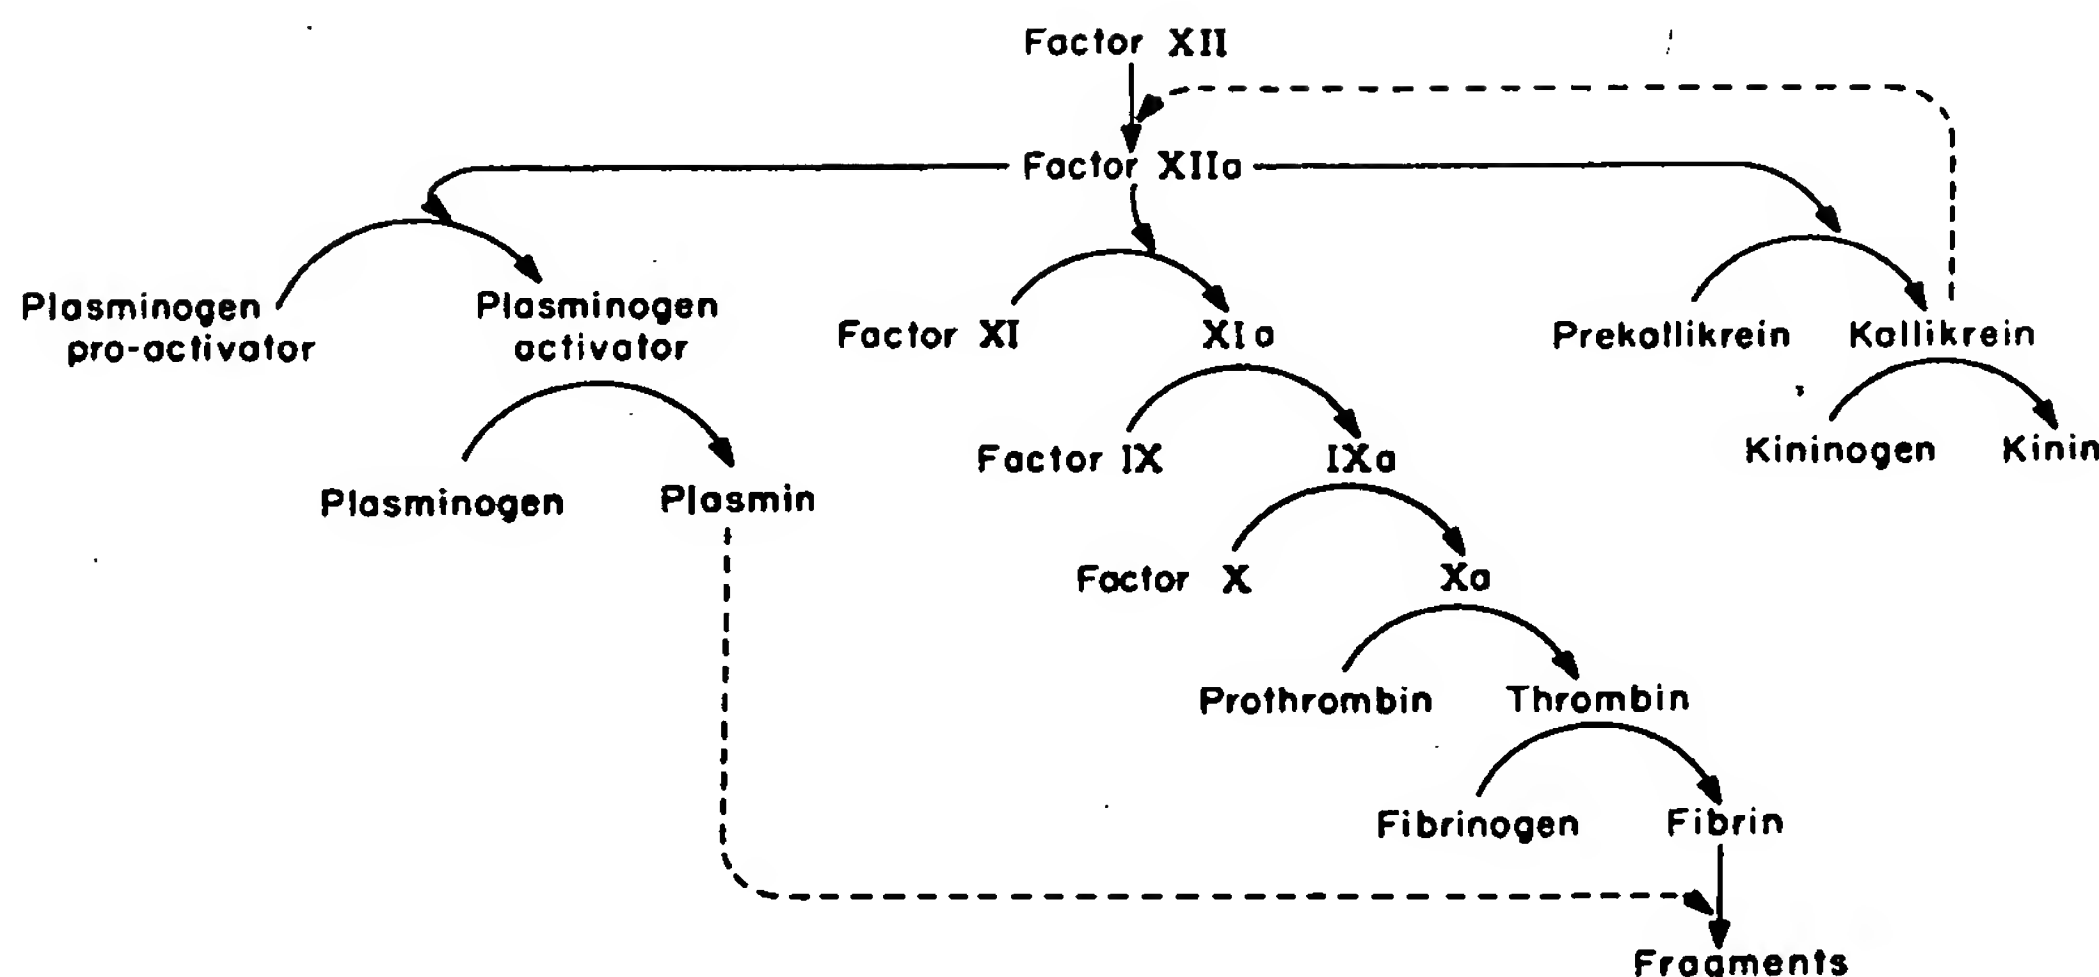 Factor XII
Factor XIIa
Plasminogen
pro-activator
Plasminogen
activator
Factor XI
XIa
Prekallikrein
Kallikrein
Plasminogen
Plasmin
Factor IX
IXa
Kininogen
Kinin
Factor X
Xa
Prothrombin
Thrombin
Fibrinogen
Fibrin
Fragments